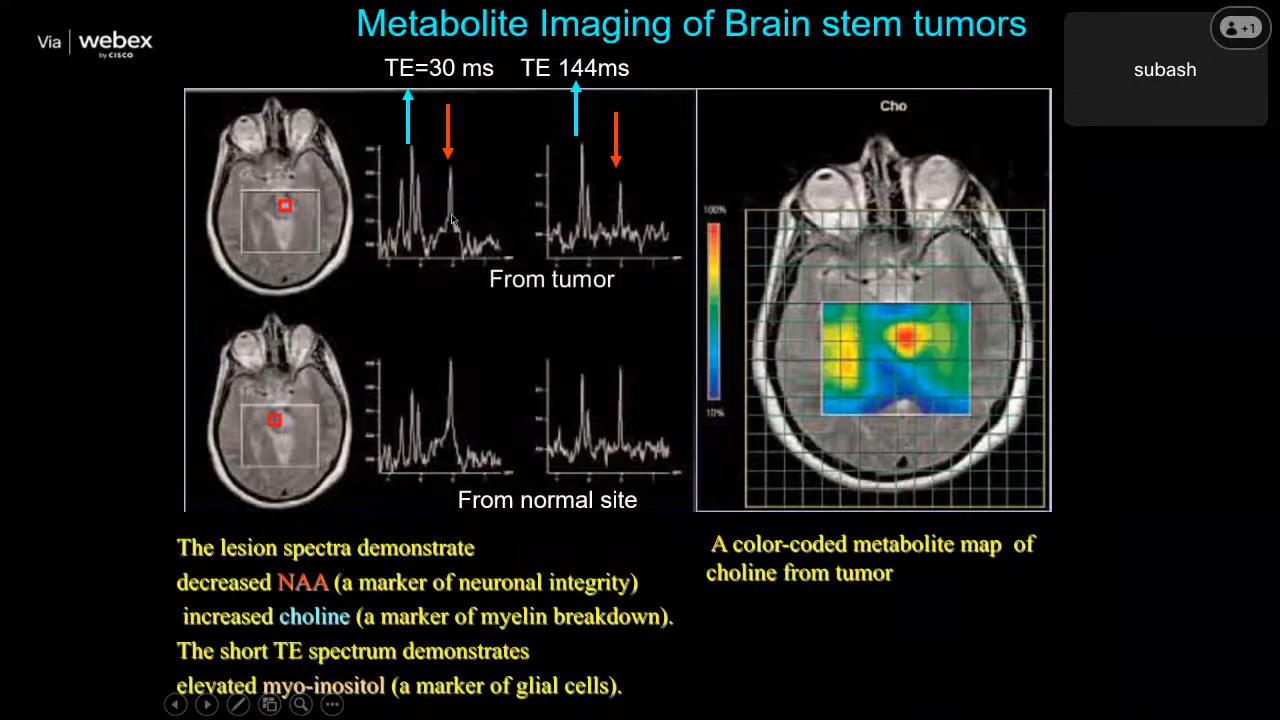 Metabolite Imaging of Brain stem tumors
Via webex
by CISCO
+1
subash
TE=30 ms TE 144ms
Cho
100%
10%
From tumor
From normal site
The lesion spectra demonstrate
decreased NAA (a marker of neuronal integrity)
increased choline (a marker of myelin breakdown).
The short TE spectrum demonstrates
elevated myo-inositol (a marker of glial cells).
A color-coded metabolite map of
choline from tumor